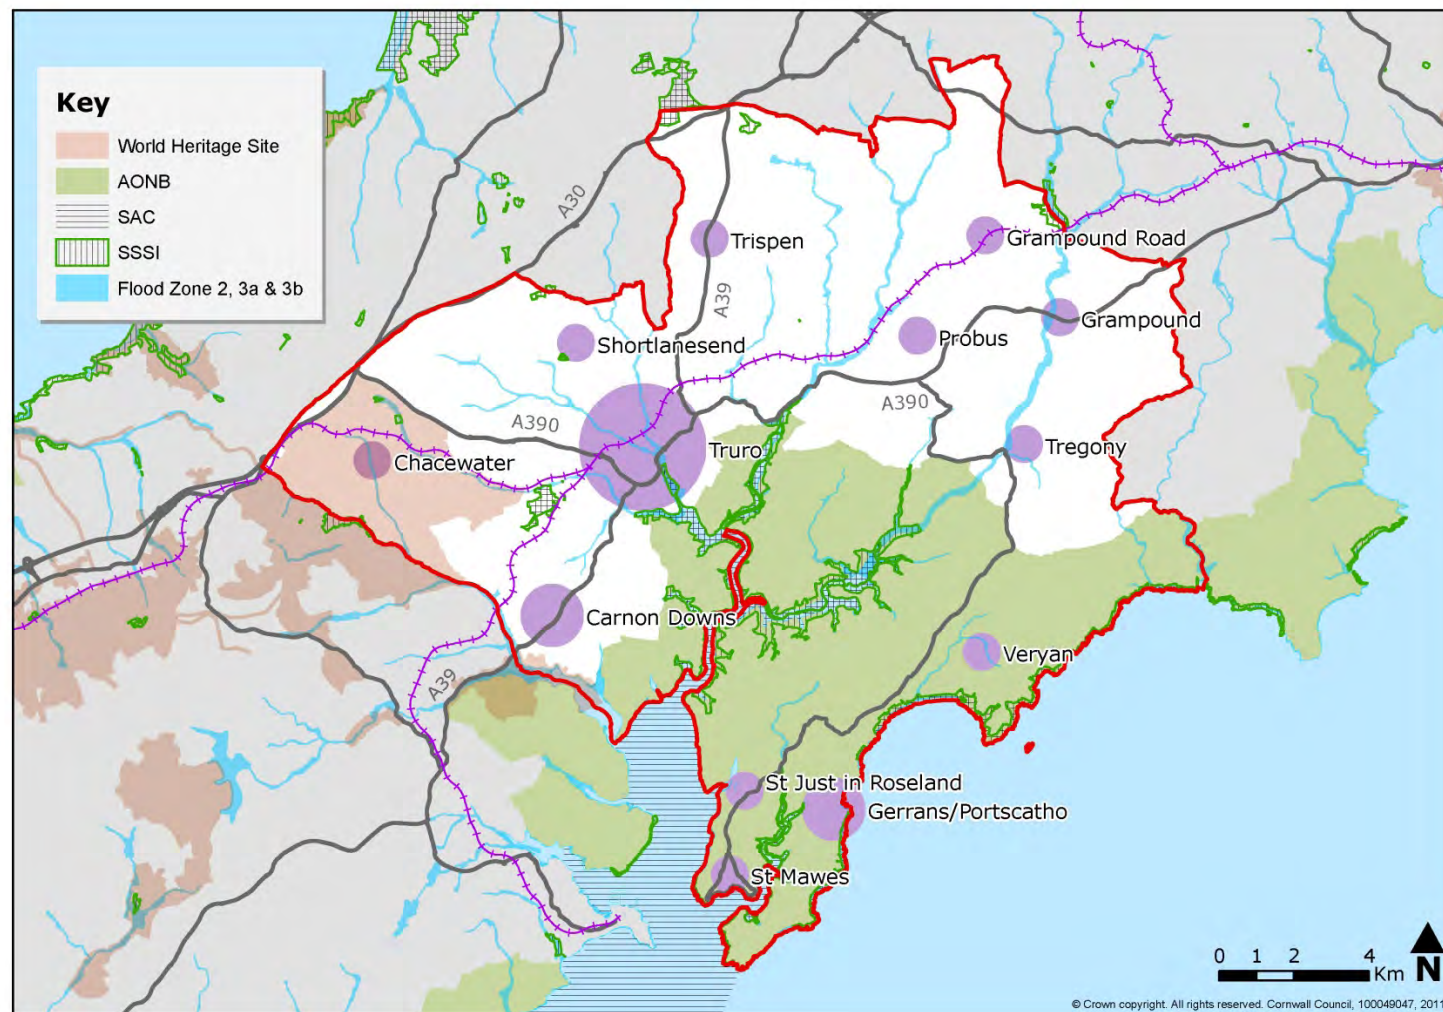 Key
World Heritage Site
AONB
SAC
SSSI
Flood Zone 2, 3a & 3b
A30
Trispen
Grampound Road
A39
Grampound
Shortlanesend
Probus
A390
A390
Truro
Tregony
Chacewater
Carnon Downs
Veryan
A39
St Just in Roseland
Gerrans/Portscatho
St Mawes
0 1 2 4
Km
N
© Crown copyright. All rights reserved. Cornwall Council, 100049047, 2011